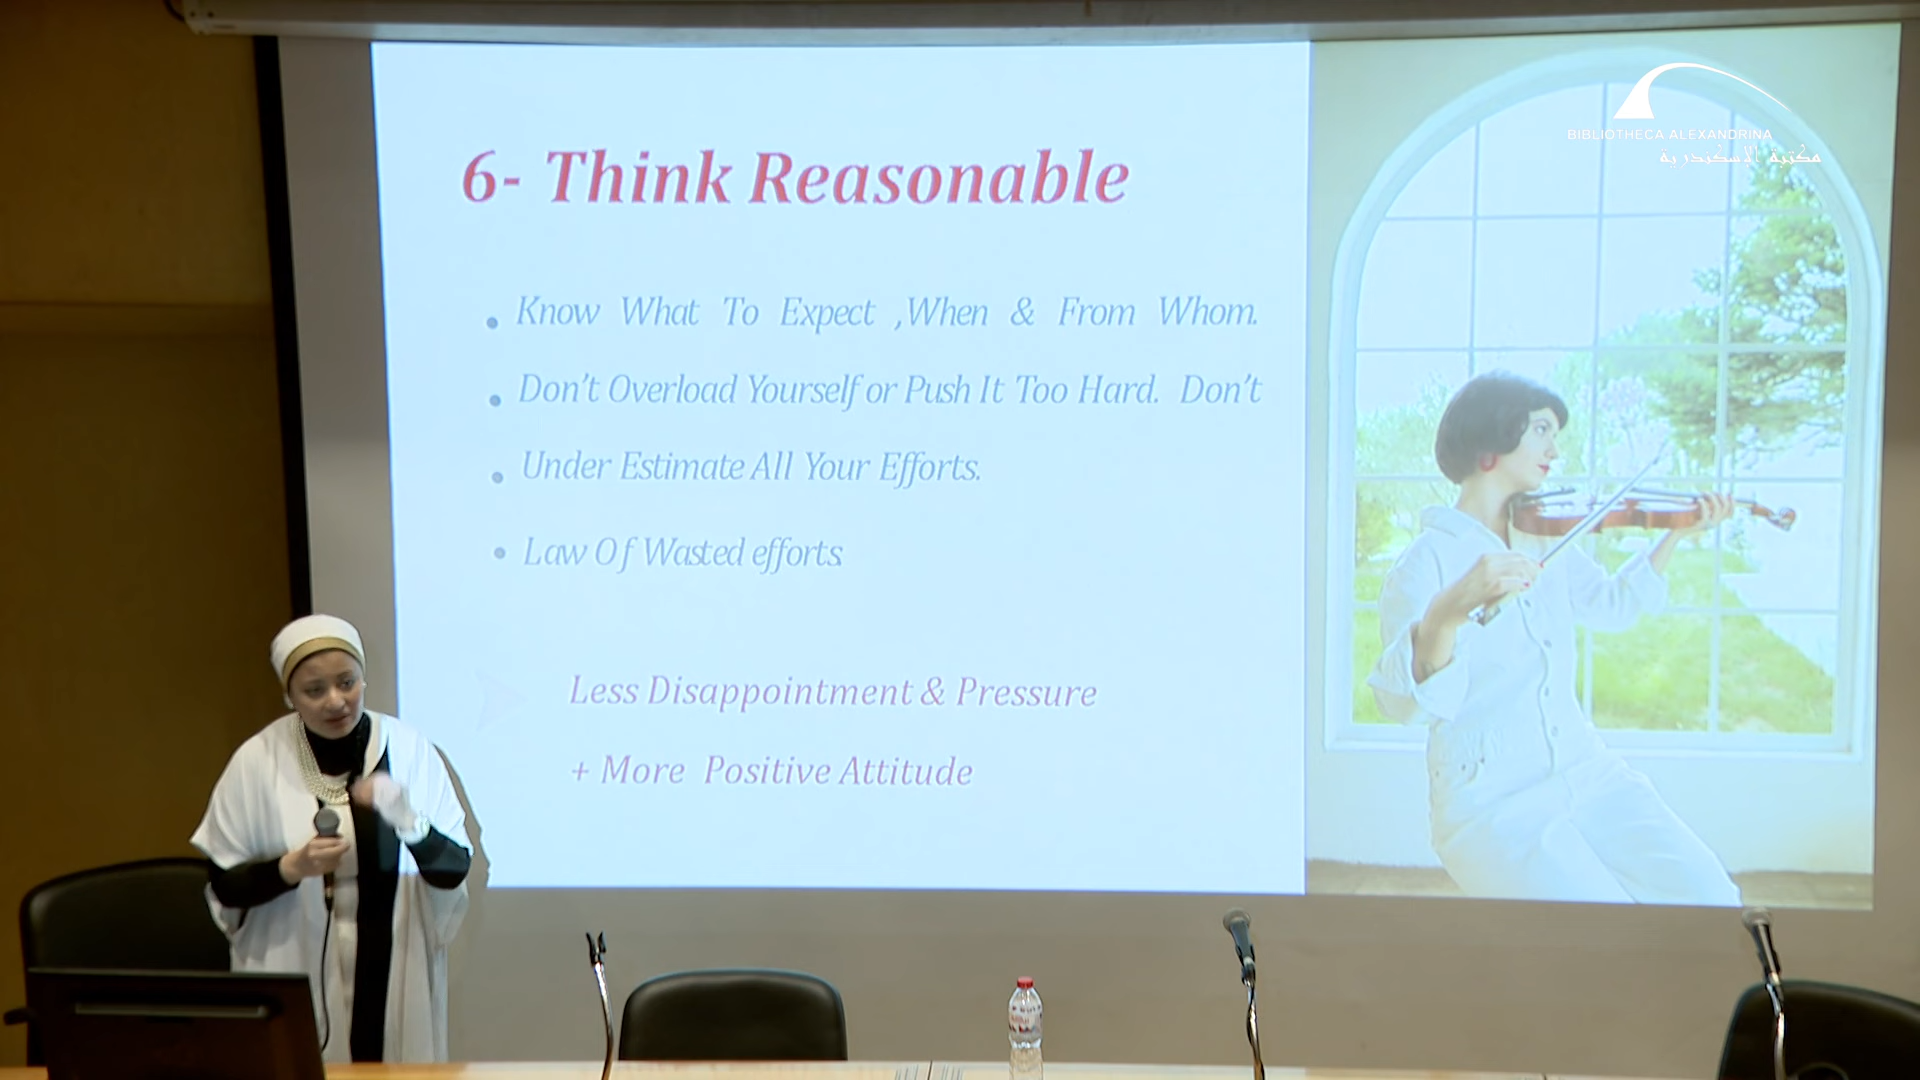 BIBLIOTHECA ALEXANDRINA
مكتبة الإسكندرية
6- Think Reasonable
• Know What To Expect ,When & From Whom.
• Don't Overload Yourself or Push It Too Hard. Don't
• Under Estimate All Your Efforts.
• Law Of Wasted efforts
Less Disappointment & Pressure
+ More Positive Attitude